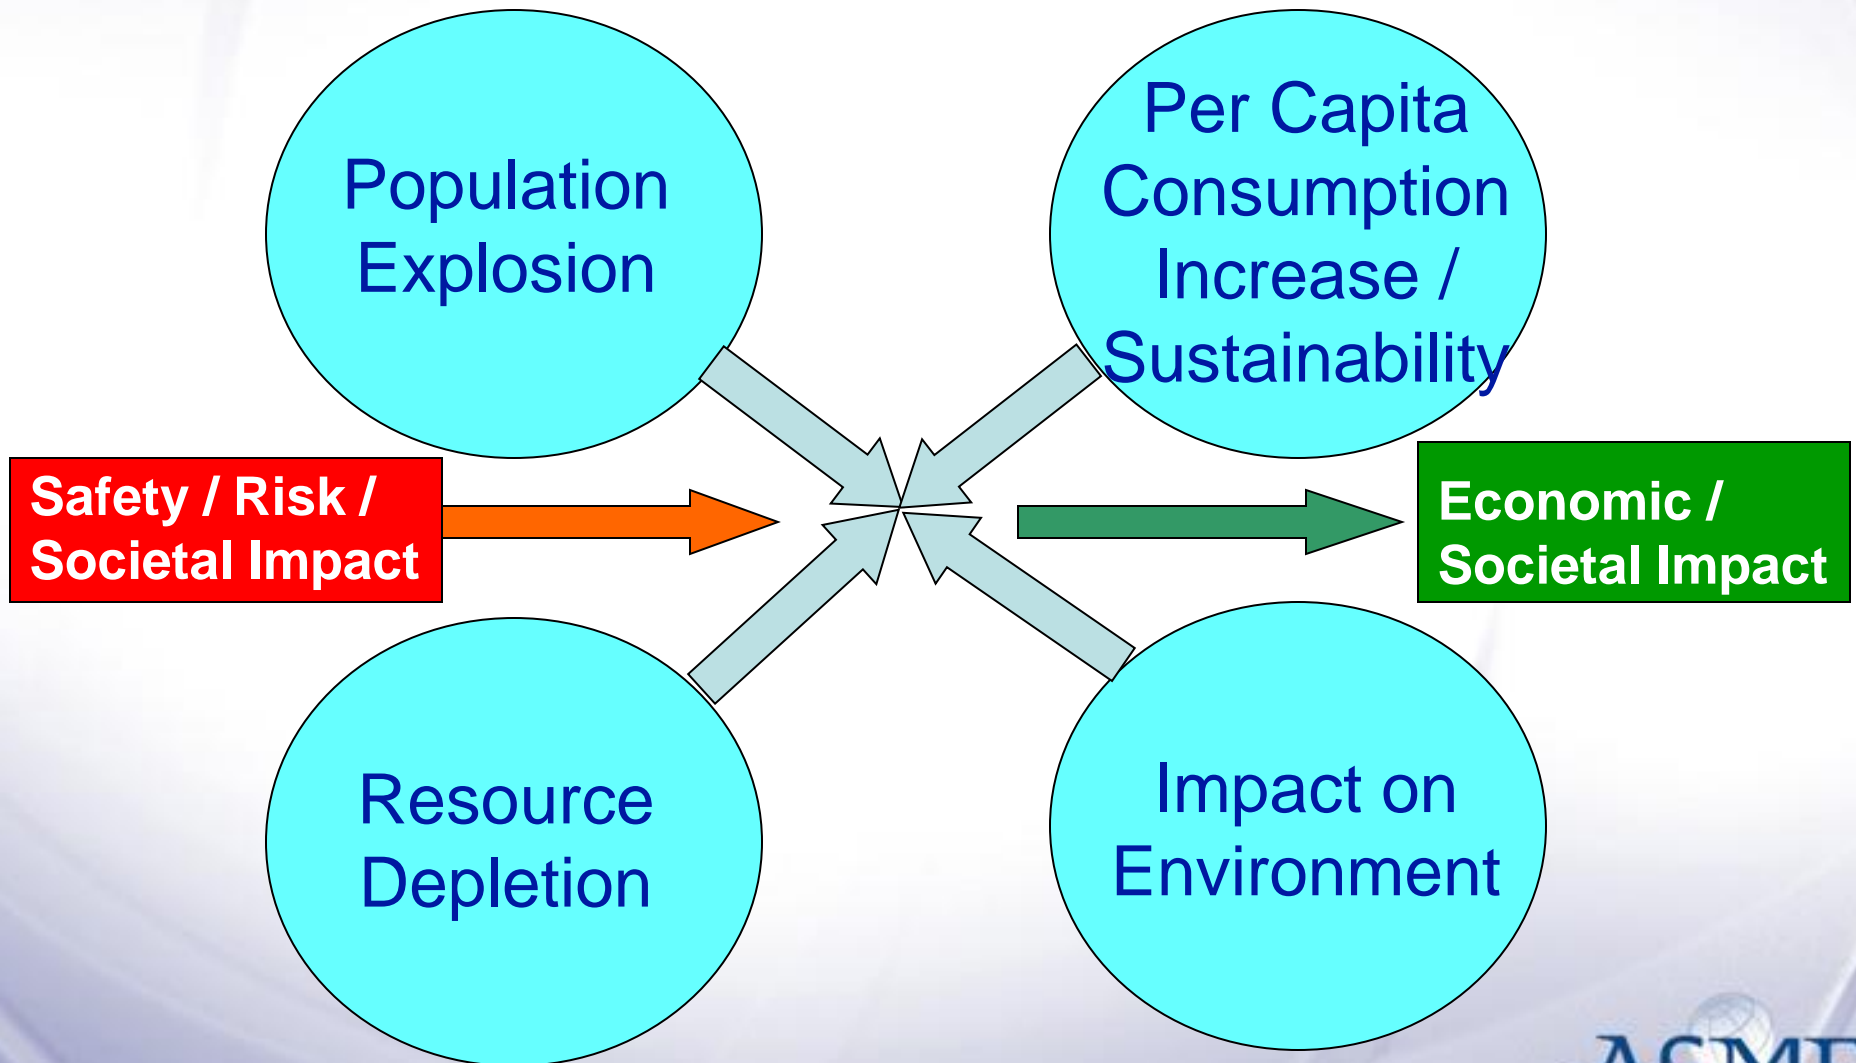 Population
Explosion
Per Capita
Consumption
Increase /
Sustainability
Safety / Risk /
Societal Impact
Economic /
Societal Impact
Resource
Depletion
Impact on
Environment
ASME